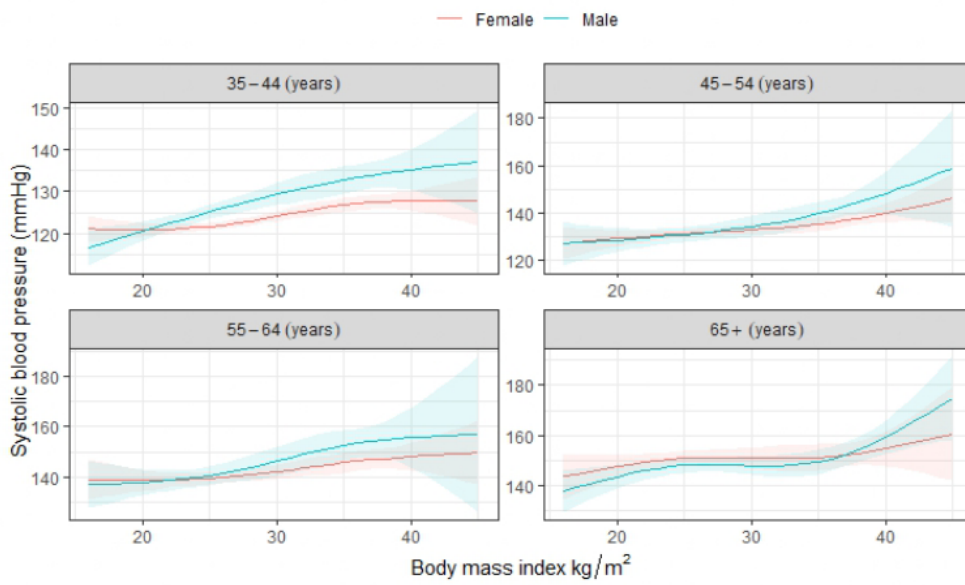 Female Male
35 – 44 (years)
45 – 54 (years)
150
140
130
120
180
160
140
120
20 30 40
20 30 40
55 – 64 (years)
65 + (years)
180
160
140
180
160
140
20 30 40
20 30 40
Systolic blood pressure (mmHg)
Body mass index kg/m²